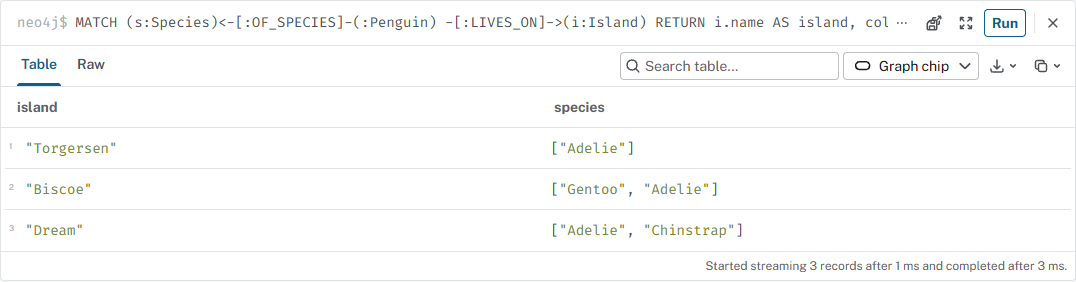 neo4j$ MATCH (s:Species)<-[:OF_SPECIES]-(:Penguin) -[:LIVES_ON]->(i:Island) RETURN i.name AS island, col ··· Run
Table Raw Search table... Graph chip
island species
1 "Torgersen" ["Adelie"]
2 "Biscoe" ["Gentoo", "Adelie"]
3 "Dream" ["Adelie", "Chinstrap"]
Started streaming 3 records after 1 ms and completed after 3 ms.